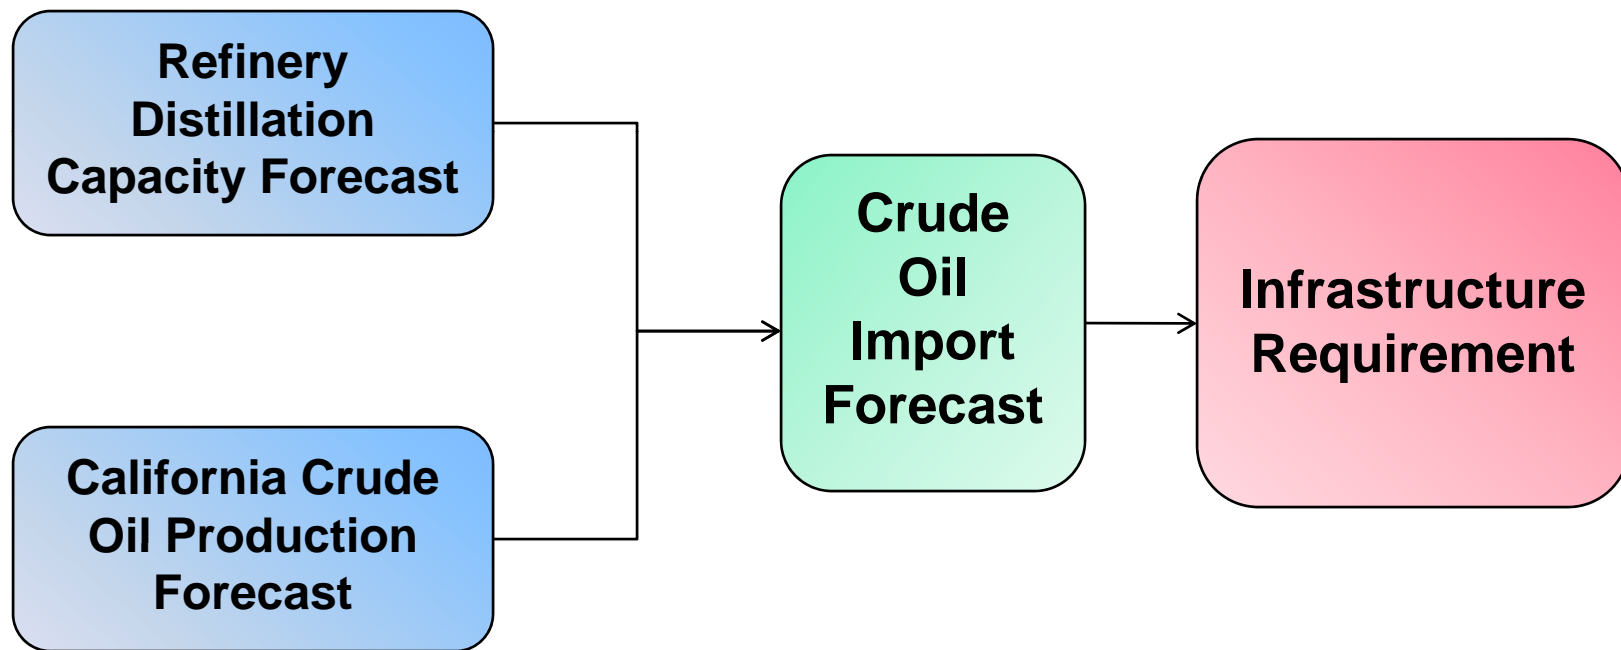 Refinery
Distillation
Capacity Forecast
California Crude
Oil Production
Forecast
Crude
Oil
Import
Forecast
Infrastructure
Requirement